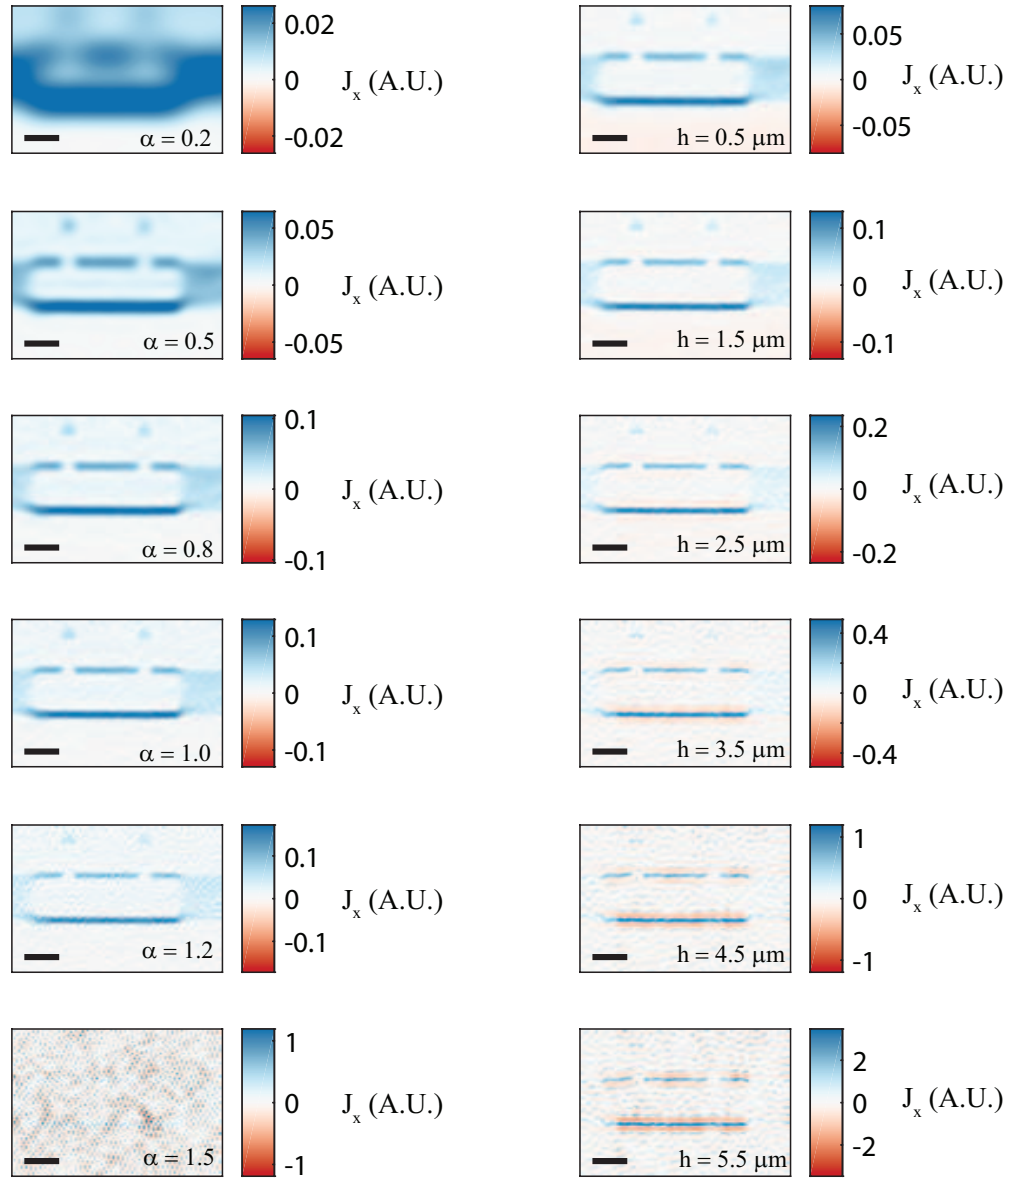 0.02
0
-0.02
J_x (A.U.)
α = 0.2
0.05
0
-0.05
J_x (A.U.)
h = 0.5 μm
0.05
0
-0.05
J_x (A.U.)
α = 0.5
0.1
0
-0.1
J_x (A.U.)
h = 1.5 μm
0.1
0
-0.1
J_x (A.U.)
α = 0.8
0.2
0
-0.2
J_x (A.U.)
h = 2.5 μm
0.1
0
-0.1
J_x (A.U.)
α = 1.0
0.4
0
-0.4
J_x (A.U.)
h = 3.5 μm
0.1
0
-0.1
J_x (A.U.)
α = 1.2
1
0
-1
J_x (A.U.)
h = 4.5 μm
1
0
-1
J_x (A.U.)
α = 1.5
2
0
-2
J_x (A.U.)
h = 5.5 μm